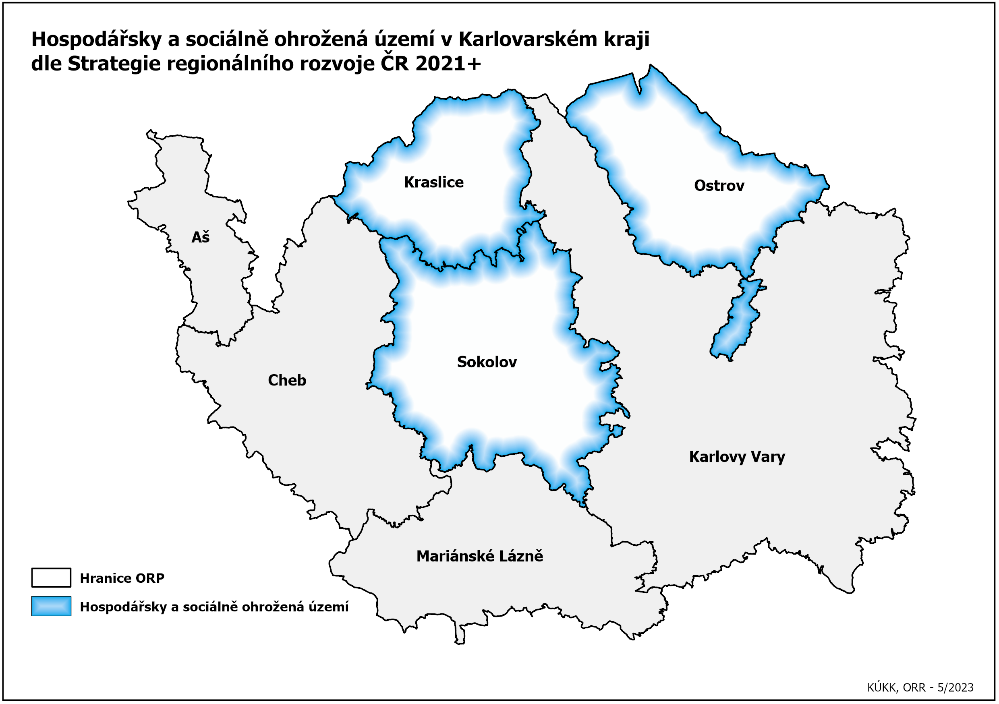 Hospodářsky a sociálně ohrožená území v Karlovarském kraji
dle Strategie regionálního rozvoje ČR 2021+
Kraslice
Ostrov
Aš
Sokolov
Cheb
Karlovy Vary
Mariánské Lázně
Hranice ORP
Hospodářsky a sociálně ohrožená území
KÚKK, ORR - 5/2023